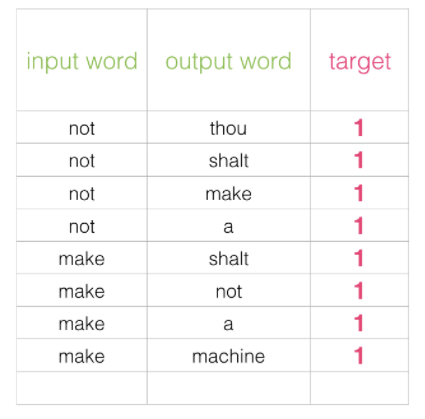 input word output word target
not thou 1
not shalt 1
not make 1
not a 1
make shalt 1
make not 1
make a 1
make machine 1